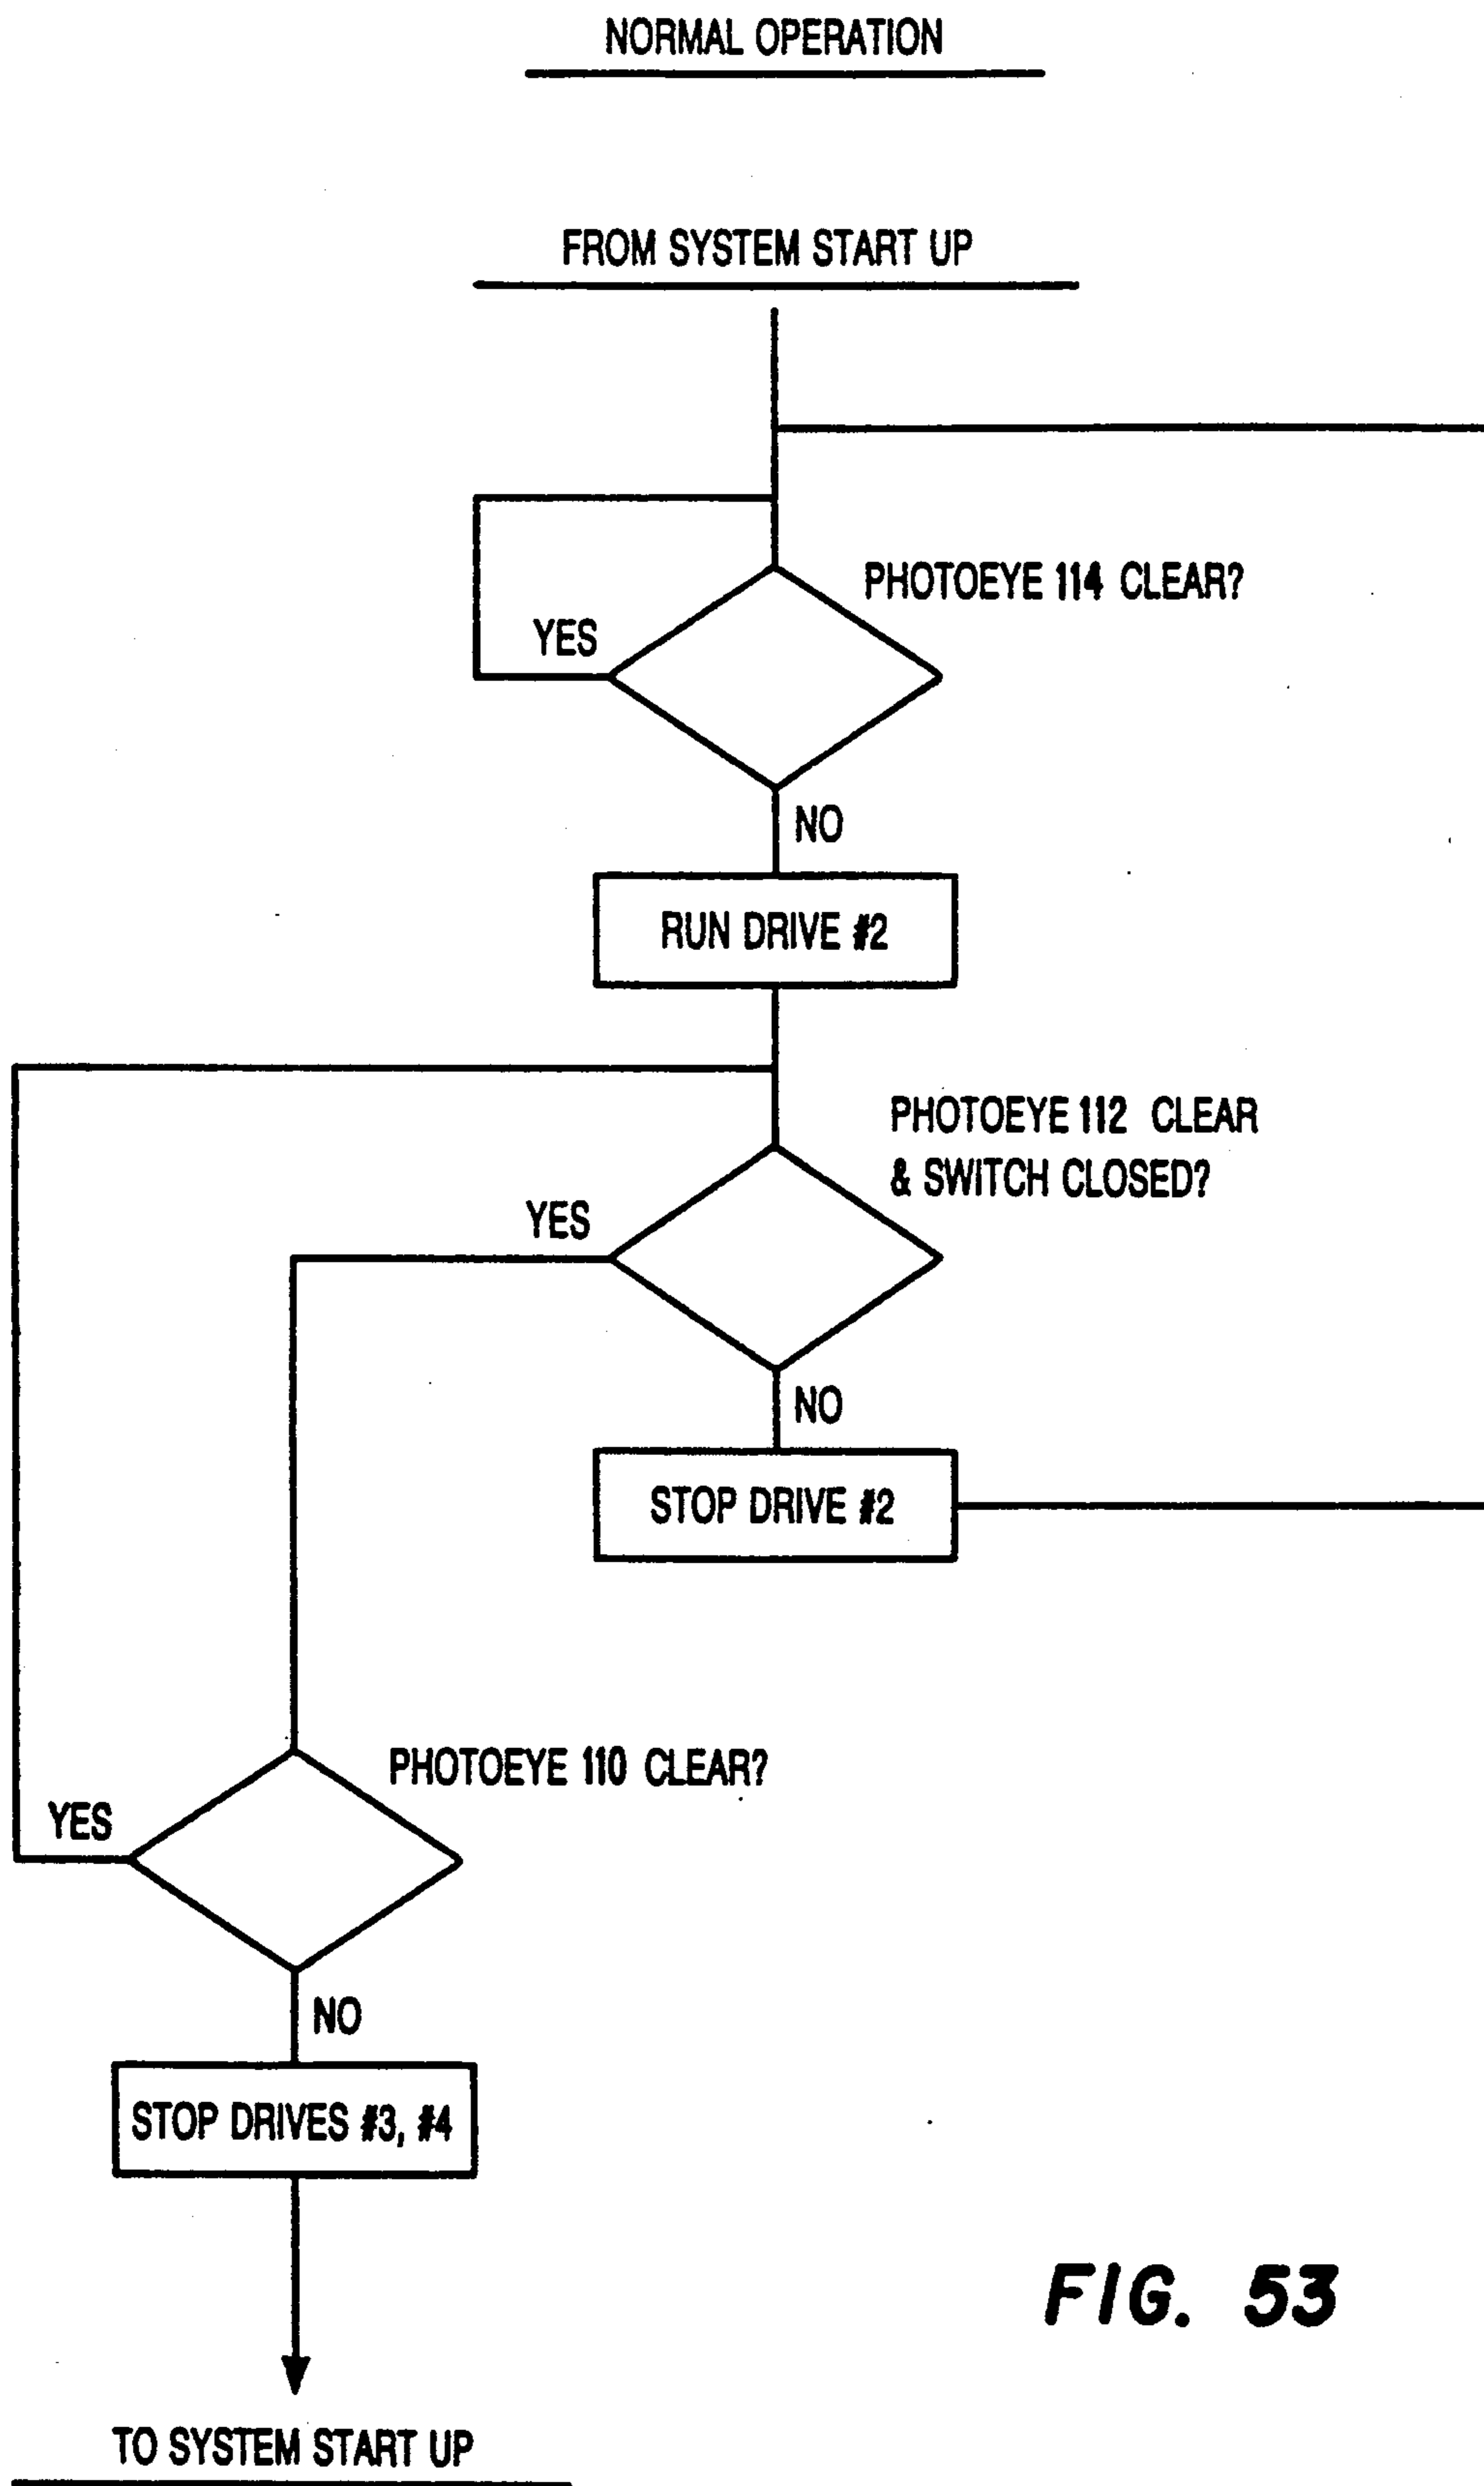 NORMAL OPERATION
FROM SYSTEM START UP
PHOTOEYE 114 CLEAR?
YES
NO
RUN DRIVE #2
PHOTOEYE 112 CLEAR
& SWITCH CLOSED?
YES
NO
STOP DRIVE #2
PHOTOEYE 110 CLEAR?
YES
NO
STOP DRIVES #3, #4
FIG. 53
TO SYSTEM START UP